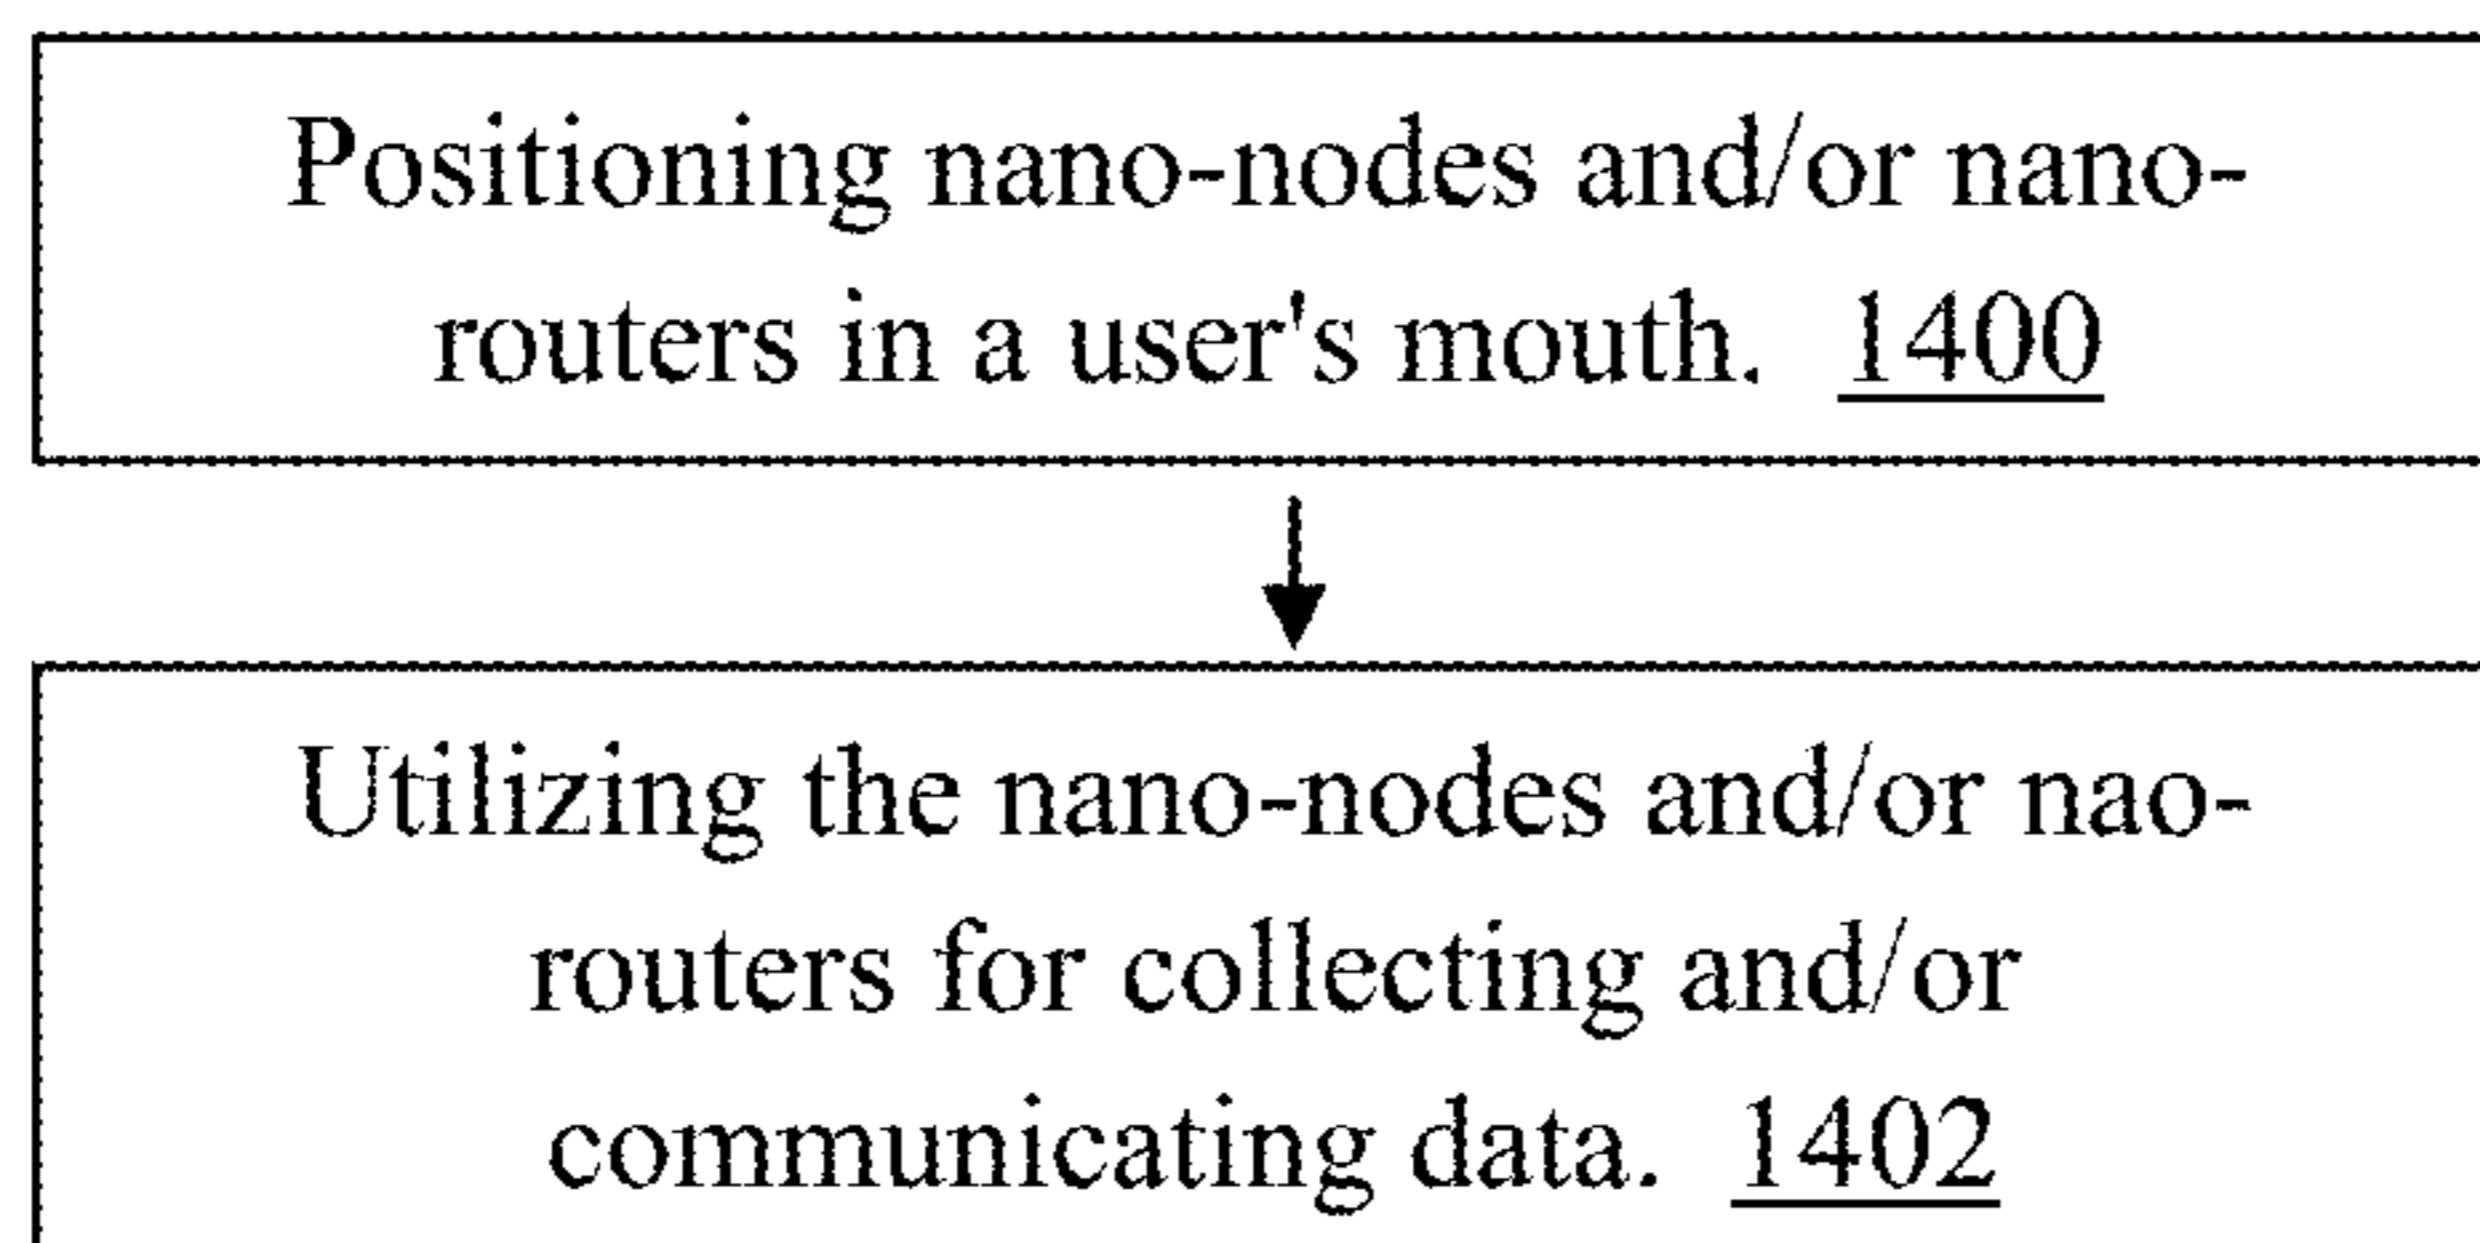 Positioning nano-nodes and/or nano-
routers in a user's mouth. 1400
Utilizing the nano-nodes and/or nao-
routers for collecting and/or
communicating data. 1402